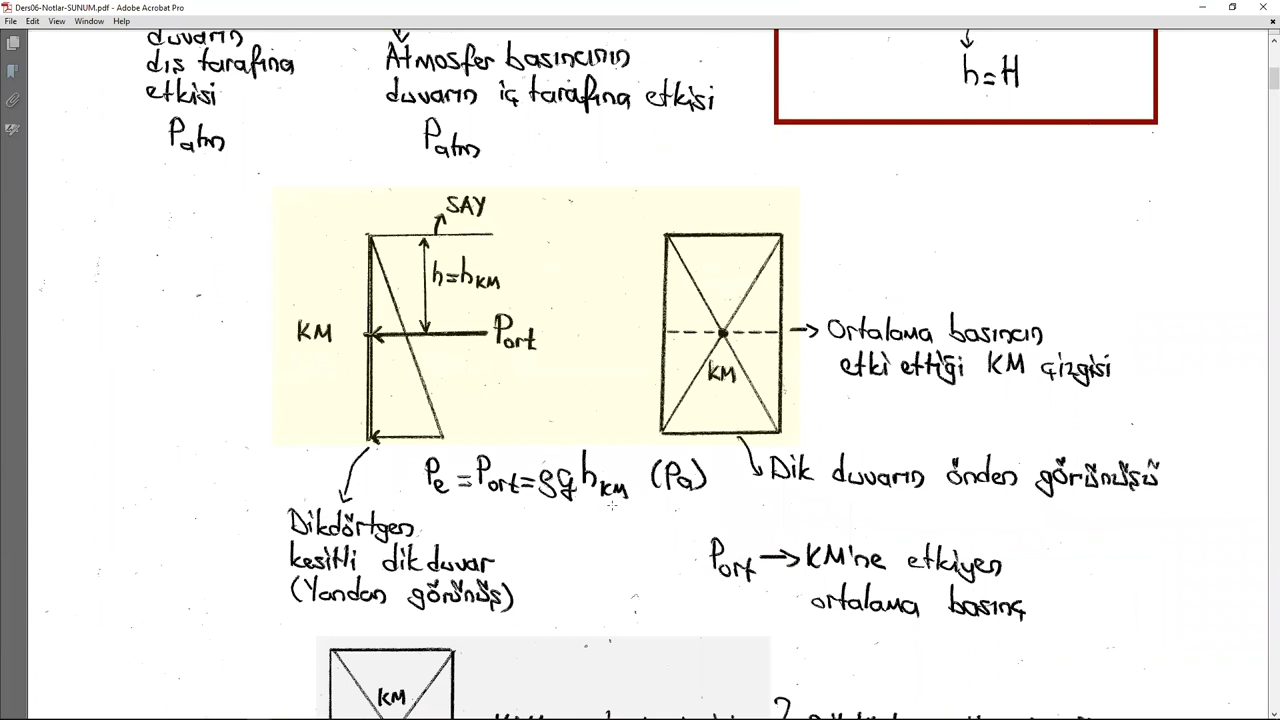 Ders06-Notlar-SUNUM.pdf - Adobe Acrobat Pro
File Edit View Window Help
duvarın
dış tarafına
etkisi
Patm
Atmosfer basıncının
duvarın iç tarafına etkisi
Patm
h=H
SAY
h=hKM
KM
Port
KM
Ortalama basıncın
etki ettiği KM çizgisi
Pe=Port=ρghKM (Pa)
Dik duvarın önden görünüşü
Dikdörtgen
kesitli dik duvar
(Yandan görünüş)
Port → KM'ne etkiyen
ortalama basınç
KM